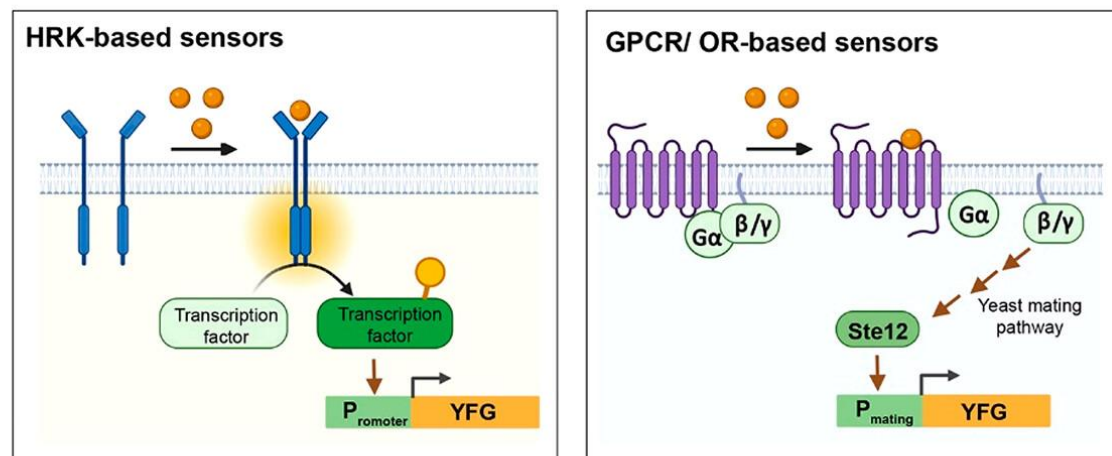 HRK-based sensors
Transcription
factor
Transcription
factor
Promoter
YFG
GPCR/ OR-based sensors
Gα
β/γ
Gα
β/γ
Yeast mating
pathway
Ste12
Pmating
YFG